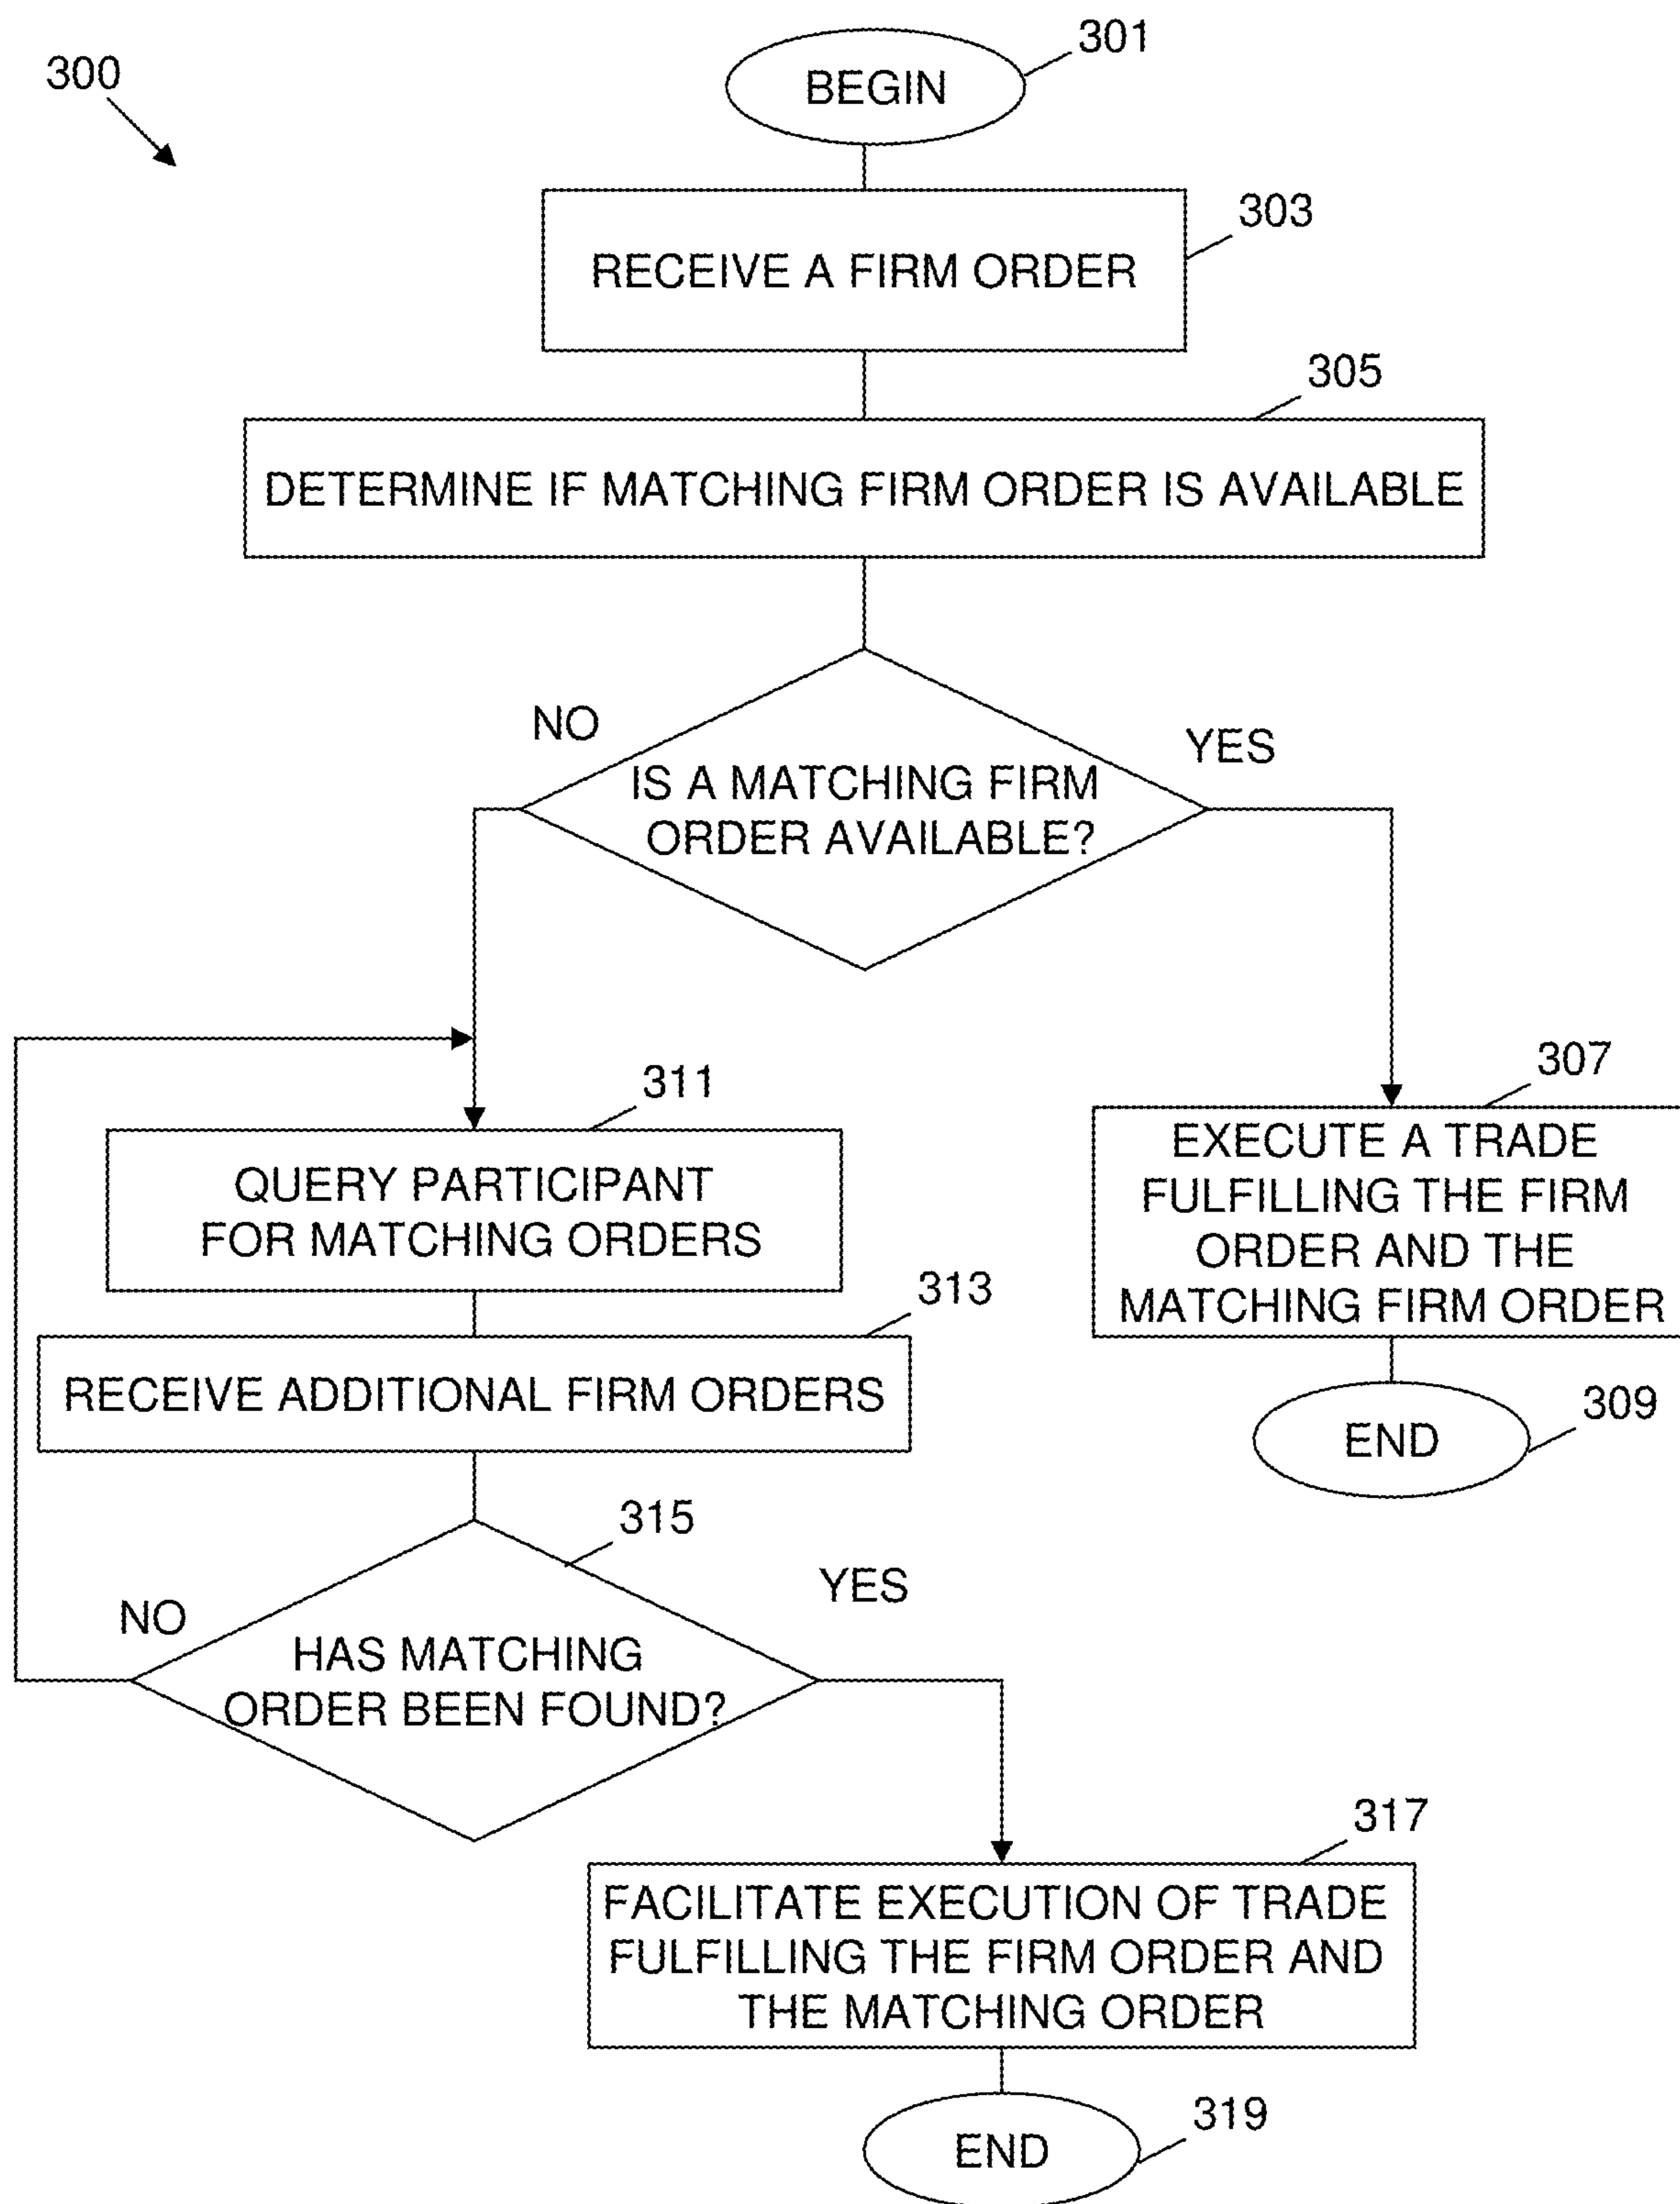 300
301
BEGIN
303
RECEIVE A FIRM ORDER
305
DETERMINE IF MATCHING FIRM ORDER IS AVAILABLE
NO
YES
IS A MATCHING FIRM
ORDER AVAILABLE?
307
EXECUTE A TRADE
FULFILLING THE FIRM
ORDER AND THE
MATCHING FIRM ORDER
309
END
311
QUERY PARTICIPANT
FOR MATCHING ORDERS
313
RECEIVE ADDITIONAL FIRM ORDERS
315
NO
YES
HAS MATCHING
ORDER BEEN FOUND?
317
FACILITATE EXECUTION OF TRADE
FULFILLING THE FIRM ORDER AND
THE MATCHING ORDER
319
END